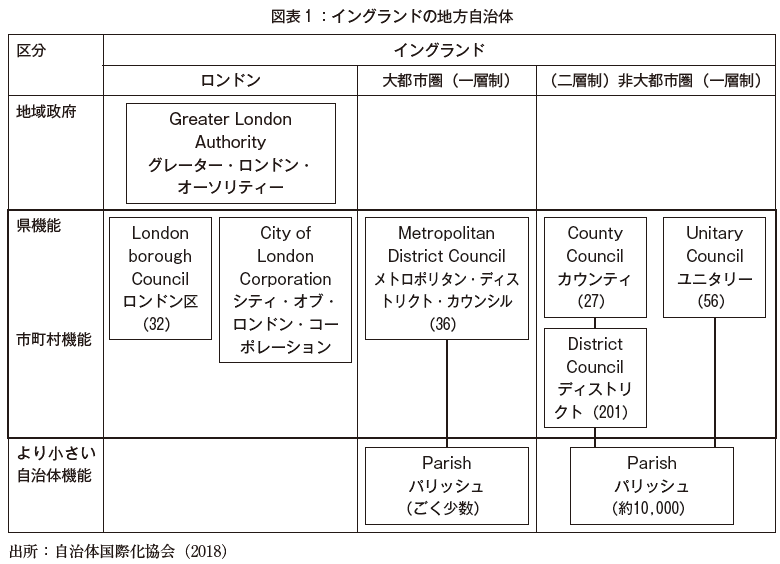 図表1：イングランドの地方自治体
区分
イングランド
ロンドン
大都市圏（一層制）
（二層制）非大都市圏（一層制）
地域政府
Greater London
Authority
グレーター・ロンドン・
オーソリティー
県機能
市町村機能
London
borough
Council
ロンドン区
(32)
City of
London
Corporation
シティ・オブ・
ロンドン・コー
ポレーション
Metropolitan
District Council
メトロポリタン・ディス
トリクト・カウンシル
(36)
County
Council
カウンティ
(27)
Unitary
Council
ユニタリー
(56)
District
Council
ディストリ
クト（201）
より小さい
自治体機能
Parish
パリッシュ
（ごく少数）
Parish
パリッシュ
（約10,000）
出所：自治体国際化協会（2018）